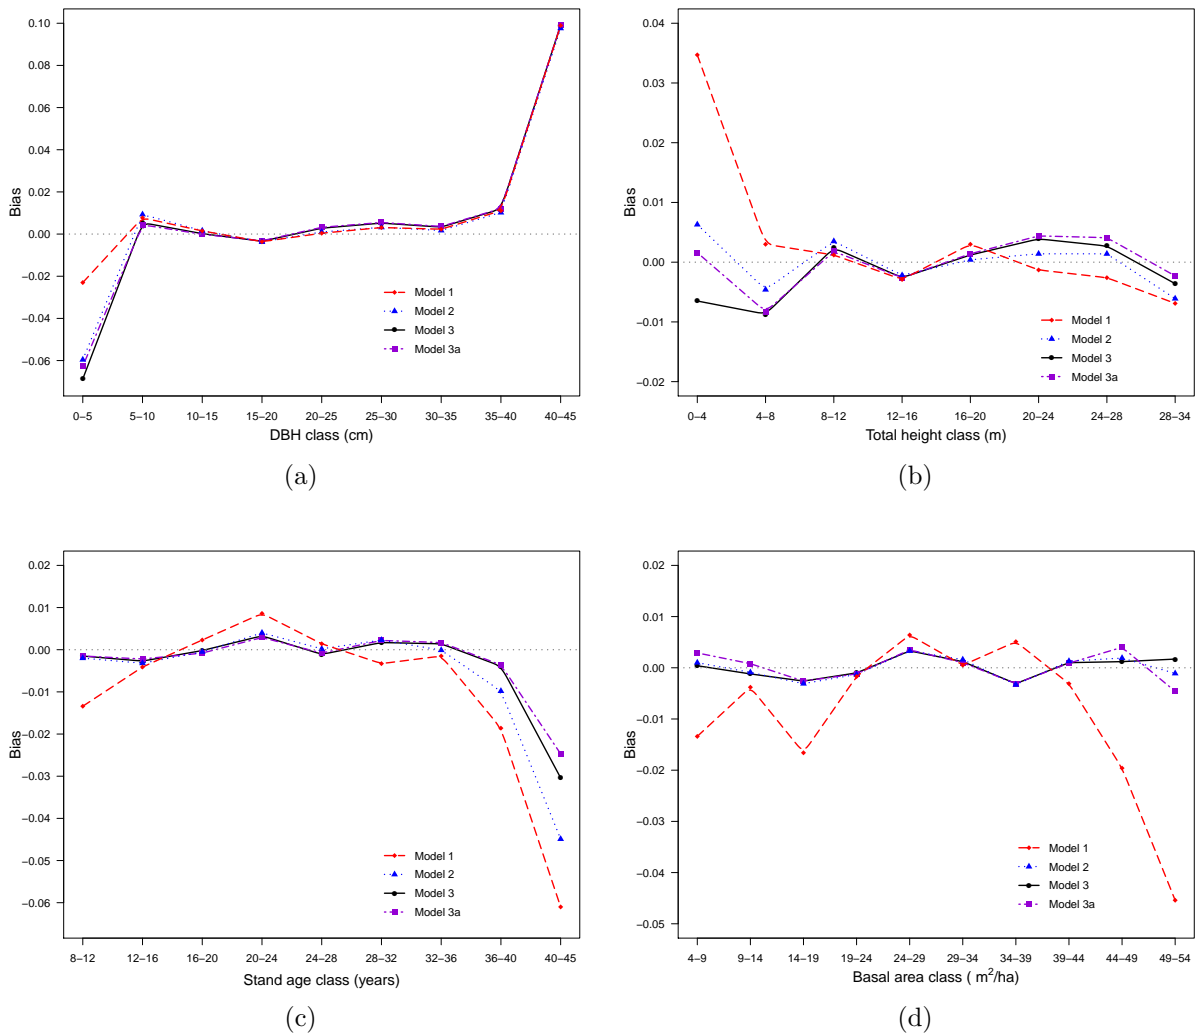 0.10
0.08
0.06
0.04
0.02
0.00
−0.02
−0.04
−0.06
Bias
Model 1
Model 2
Model 3
Model 3a
0–5 5–10 10–15 15–20 20–25 25–30 30–35 35–40 40–45
DBH class (cm)
(a)
0.04
0.03
0.02
0.01
0.00
−0.01
−0.02
Bias
Model 1
Model 2
Model 3
Model 3a
0–4 4–8 8–12 12–16 16–20 20–24 24–28 28–34
Total height class (m)
(b)
0.02
0.01
0.00
−0.01
−0.02
−0.03
−0.04
−0.05
−0.06
Bias
Model 1
Model 2
Model 3
Model 3a
8–12 12–16 16–20 20–24 24–28 28–32 32–36 36–40 40–45
Stand age class (years)
(c)
0.02
0.01
0.00
−0.01
−0.02
−0.03
−0.04
−0.05
Bias
Model 1
Model 2
Model 3
Model 3a
4–9 9–14 14–19 19–24 24–29 29–34 34–39 39–44 44–49 49–54
Basal area class ( m²/ha)
(d)